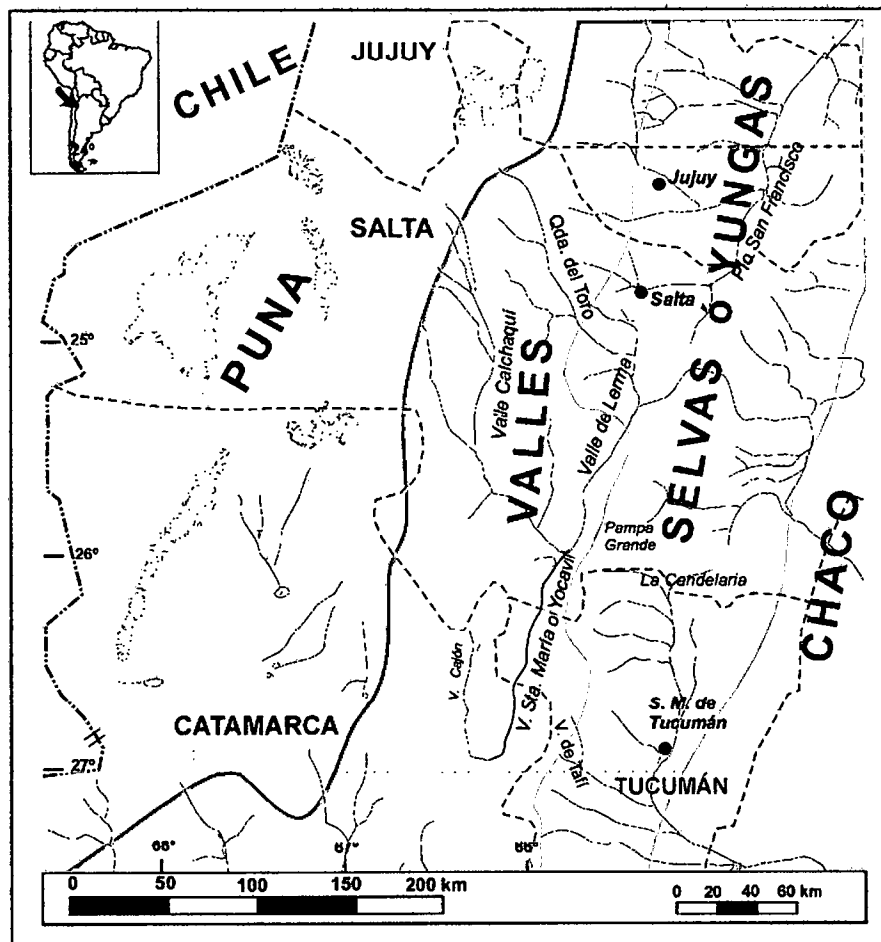 CHILE
JUJUY
Jujuy
SELVAS o YUNGAS
SALTA
Qda. del Toro
Salta
PUNA
25°
Valle Calchaquí
VALLES
Valle de Lerma
Pampa
Grande
26°
La Candelaria
CHACO
V. Cajón
V. Sta. María o Yocavil
CATAMARCA
S. M. de
Tucumán
V. de Tafí
27°
TUCUMÁN
67°
66°
0 50 100 150 200 km
0 20 40 60 km
San Francisco